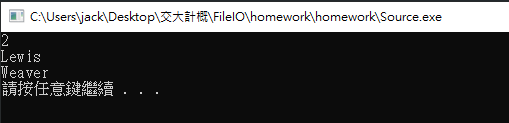 C:\Users\jack\Desktop\交大計概\FileIO\homework\homework\Source.exe
2
Lewis
Weaver
請按任意鍵繼續 . . .